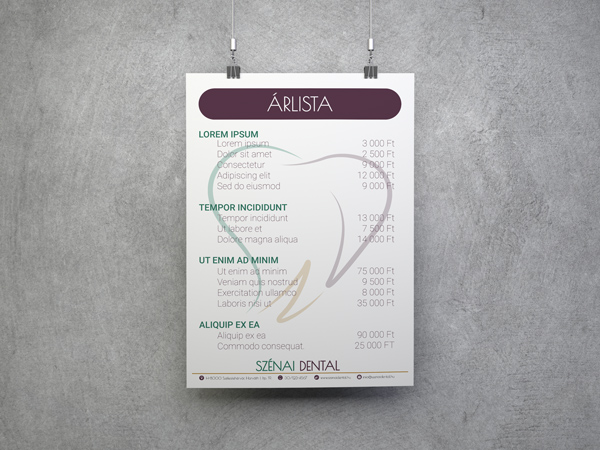 ÁRLISTA
LOREM IPSUM
Lorem ipsum 3 000 Ft
Dolor sit amet 2 500 Ft
Consectetur 9 000 Ft
Adipiscing elit 12 000 Ft
Sed do eiusmod 9 000 Ft
TEMPOR INCIDIDUNT
Tempor incididunt 13 000 Ft
Ut labore et 7 500 Ft
Dolore magna aliqua 14 000 Ft
UT ENIM AD MINIM
Ut enim ad minim 75 000 Ft
Veniam quis nostrud 9 500 Ft
Exercitation ullamco 8 000 Ft
Laboris nisi ut 35 000 Ft
ALIQUIP EX EA
Aliquip ex ea 90 000 Ft
Commodo consequat 25 000 FT
SZÉNAI DENTAL